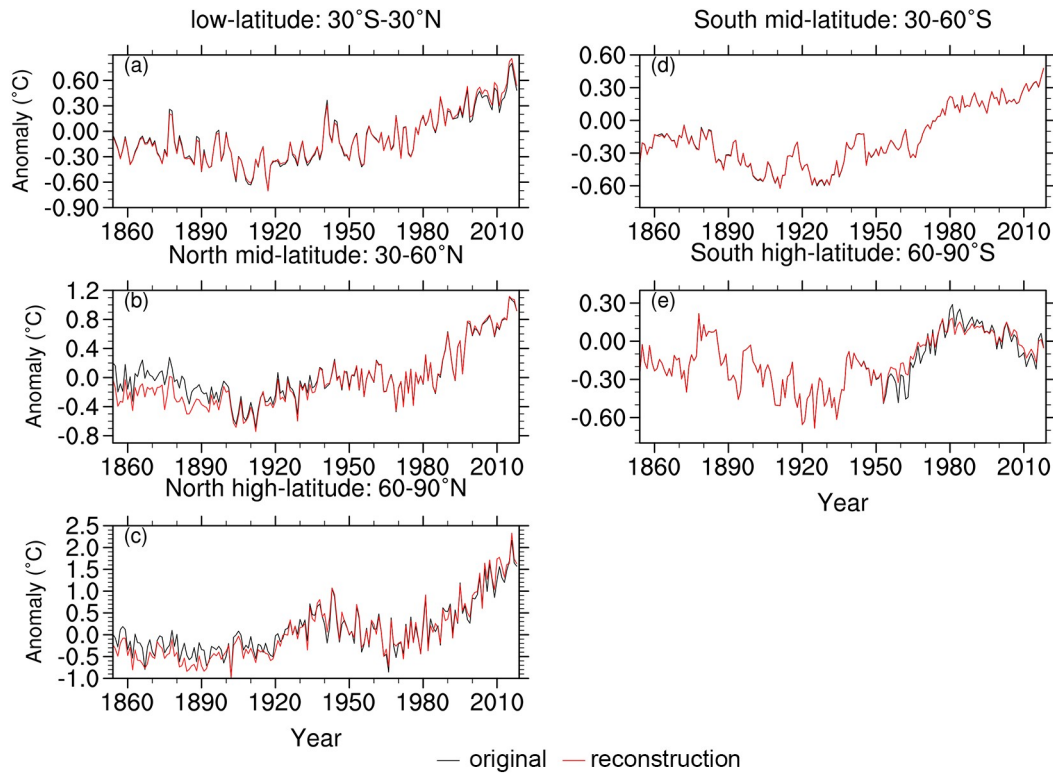 low-latitude: 30°S-30°N
(a)
Anomaly (°C)
0.60
0.30
0.00
-0.30
-0.60
-0.90
1860 1890 1920 1950 1980 2010
North mid-latitude: 30-60°N
(b)
Anomaly (°C)
1.2
0.8
0.4
0.0
-0.4
-0.8
1860 1890 1920 1950 1980 2010
North high-latitude: 60-90°N
(c)
Anomaly (°C)
2.5
2.0
1.5
1.0
0.5
0.0
-0.5
-1.0
1860 1890 1920 1950 1980 2010
Year
South mid-latitude: 30-60°S
(d)
0.60
0.30
0.00
-0.30
-0.60
1860 1890 1920 1950 1980 2010
South high-latitude: 60-90°S
(e)
0.30
0.00
-0.30
-0.60
1860 1890 1920 1950 1980 2010
Year
original reconstruction